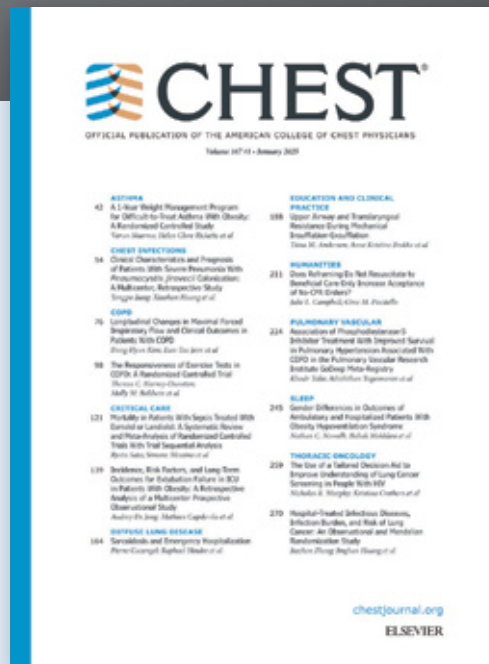 CHEST®
OFFICIAL PUBLICATION OF THE AMERICAN COLLEGE OF CHEST PHYSICIANS
Volume 167 #1 • January 2025
ASTHMA
42 A 1-Year Weight Management Program
for Difficult-to-Treat Asthma With Obesity:
A Randomized Controlled Study
Varun Sharma, Helen Clare Ricketts et al
CHEST INFECTIONS
54 Clinical Characteristics and Prognosis
of Patients With Severe Pneumonia With
Pneumocystis jirovecii Colonization:
A Multicenter, Retrospective Study
COPD
76 Longitudinal Changes in Maximal Forced
Inspiratory Flow and Clinical Outcomes in
Patients With COPD
98 The Responsiveness of Exercise Tests in
COPD: A Randomized Controlled Trial
CRITICAL CARE
121 Mortality in Patients With Sepsis Treated With
Esmolol or Landiolol: A Systematic Review
and Meta-Analysis of Randomized Controlled
Trials With Trial Sequential Analysis
139 Incidence, Risk Factors, and Long-Term
Outcomes for Extubation Failure in ICU
in Patients With Obesity: A Retrospective
Analysis of a Multicenter Prospective
Observational Study
DIFFUSE LUNG DISEASE
164 Sarcoidosis and Emergency Hospitalization
EDUCATION AND CLINICAL
PRACTICE
188 Upper Airway and Translaryngeal
Resistance During Mechanical
Insufflation-Exsufflation
HUMANITIES
211 Does Reframing Do Not Resuscitate to
Beneficial Care Only Increase Acceptance
of No-CPR Orders?
PULMONARY VASCULAR
224 Association of Phosphodiesterase-5
Inhibitor Treatment With Improved Survival
in Pulmonary Hypertension Associated With
COPD in the Pulmonary Vascular Research
Institute GoDeep Meta-Registry
SLEEP
245 Gender Differences in Outcomes of
Ambulatory and Hospitalized Patients With
Obesity Hypoventilation Syndrome
THORACIC ONCOLOGY
259 The Use of a Tailored Decision Aid to
Improve Understanding of Lung Cancer
Screening in People With HIV
270 Hospital-Treated Infectious Diseases,
Infection Burden, and Risk of Lung
Cancer: An Observational and Mendelian
Randomization Study
chestjournal.org
ELSEVIER